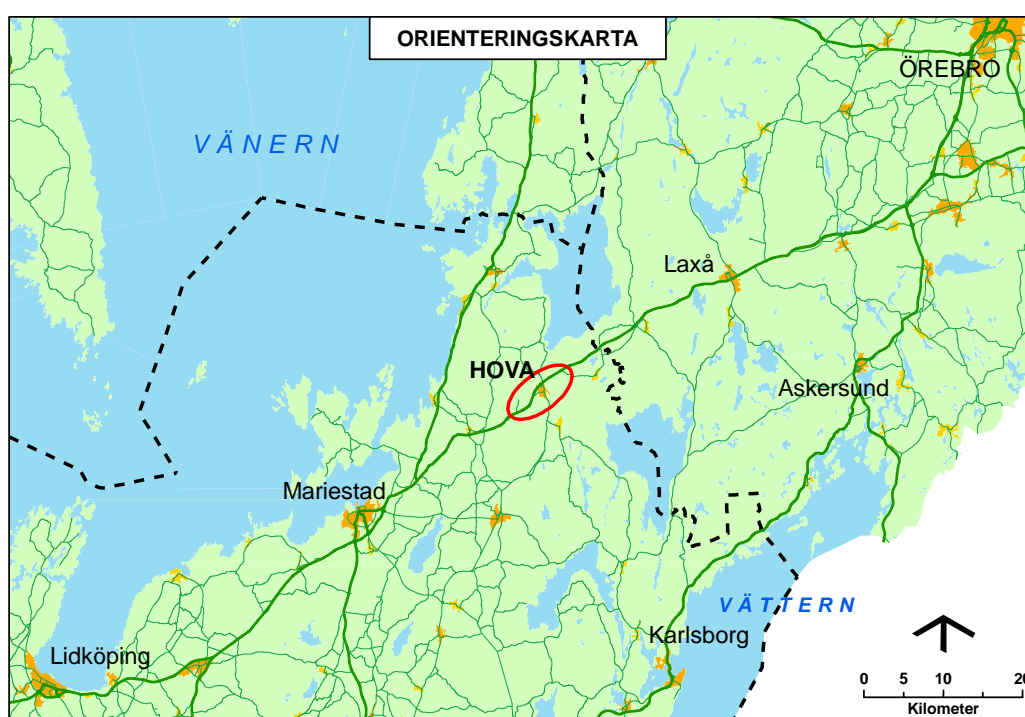 ORIENTERINGSKARTA
ÖREBRO
VÄNERN
Laxå
HOVA
Askersund
Mariestad
VÄTTERN
Karlsborg
Lidköping
0 5 10 20
Kilometer